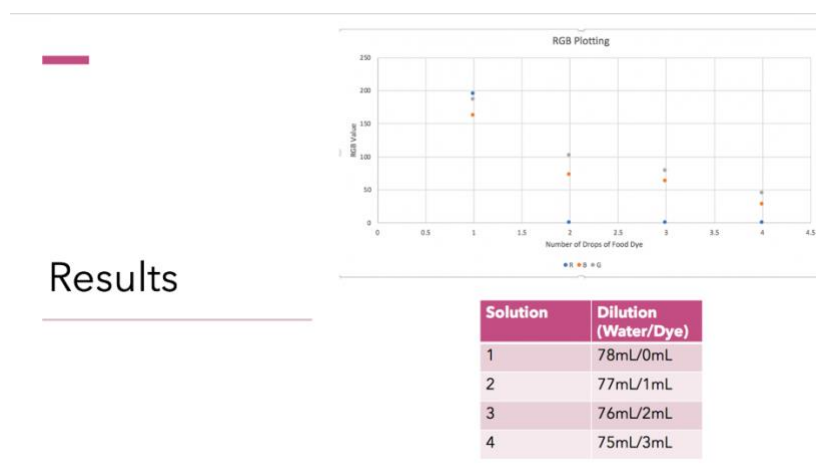 RGB Plotting
250
200
150
100
50
0
RGB Value
0 0.5 1 1.5 2 2.5 3 3.5 4 4.5
Number of Drops of Food Dye
R B G
Results
Solution Dilution
(Water/Dye)
1 78mL/0mL
2 77mL/1mL
3 76mL/2mL
4 75mL/3mL